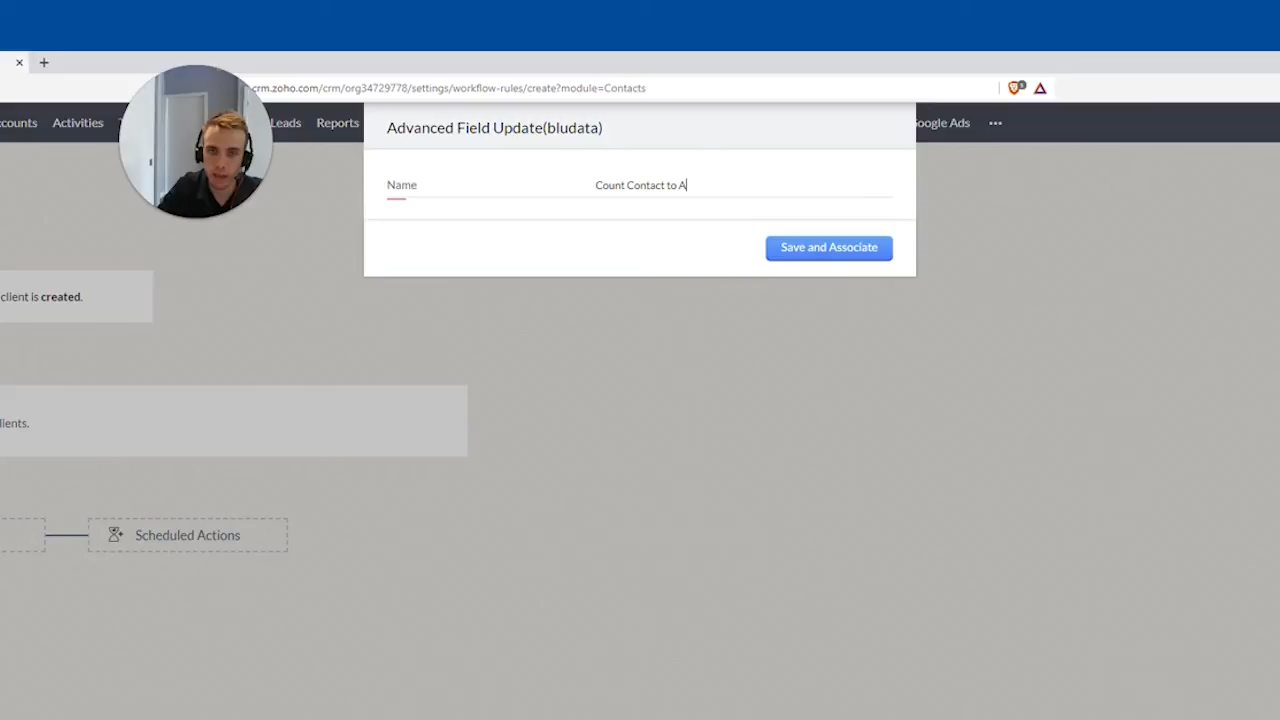 crm.zoho.com/crm/org34729778/settings/workflow-rules/create?module=Contacts
counts Activities Leads Reports oogle Ads
Advanced Field Update(bludata)
Name Count Contact to A
Save and Associate
client is created.
lients.
Scheduled Actions